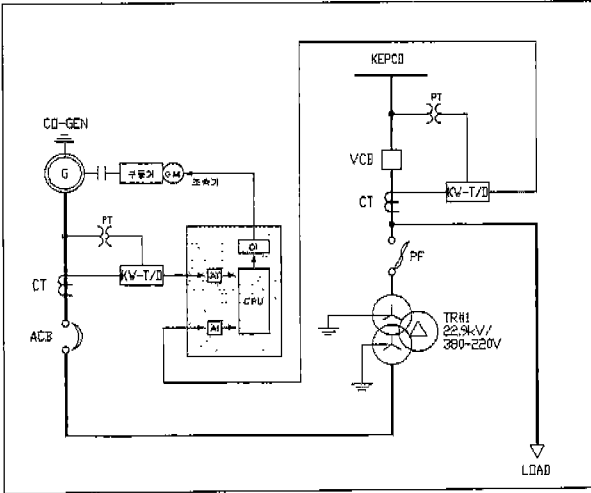 KEPCO
PT
CO-GEN
VCB
G
구동기
GM
조속기
KW-T/D
CT
PT
PF
KW-T/D
AI
CPU
CT
AI
TR#1
22.9kV/
380-220V
ACB
LOAD